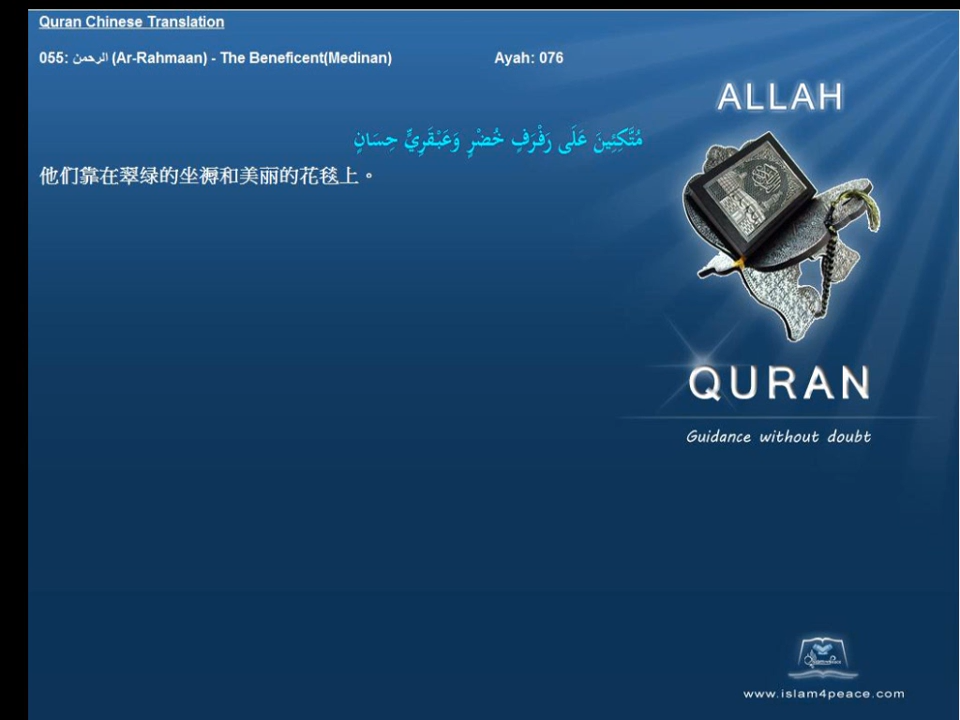 Quran Chinese Translation
055: الرحمن (Ar-Rahmaan) - The Beneficent(Medinan) Ayah: 076
مُتَّكِئِينَ عَلَى رَفْرَفٍ خُضْرٍ وَعَبْقَرِيٍّ حِسَانٍ
他们靠在翠绿的坐褥和美丽的花毯上。
ALLAH
QURAN
Guidance without doubt
www.islam4peace.com